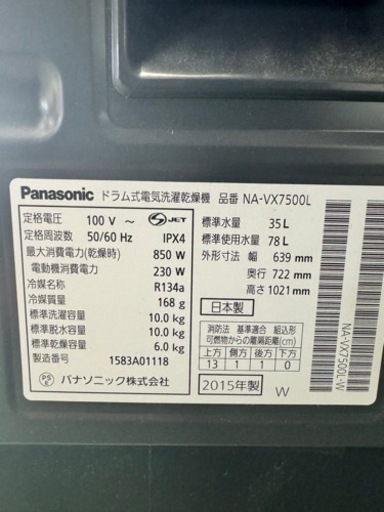 Panasonic ドラム式電気洗濯乾燥機 品番 NA-VX7500L
定格電圧 100 V ～ S-JET
定格周波数 50/60 Hz IPX4
最大消費電力(乾燥時) 850 W
電動機消費電力 230 W
冷媒名称 R134a
冷媒質量 168 g
標準洗濯容量 10.0 kg
標準脱水容量 10.0 kg
標準乾燥容量 6.0 kg
製造番号 1583A01118
PS E パナソニック株式会社
標準水量 35 L
標準使用水量 78 L
外形寸法 幅 639 mm
奥行 722 mm
高さ 1021 mm
日本製
消防法 基準適合 組込形
可燃物との離隔距離(cm)
上方 側方 後方 下方
13 1 1 0
2015年製 W
NA-VX7500L-W